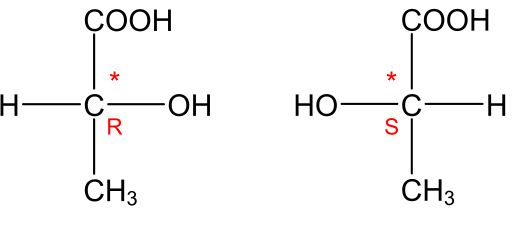 COOH COOH
* *
H C OH HO C H
R S
CH3 CH3